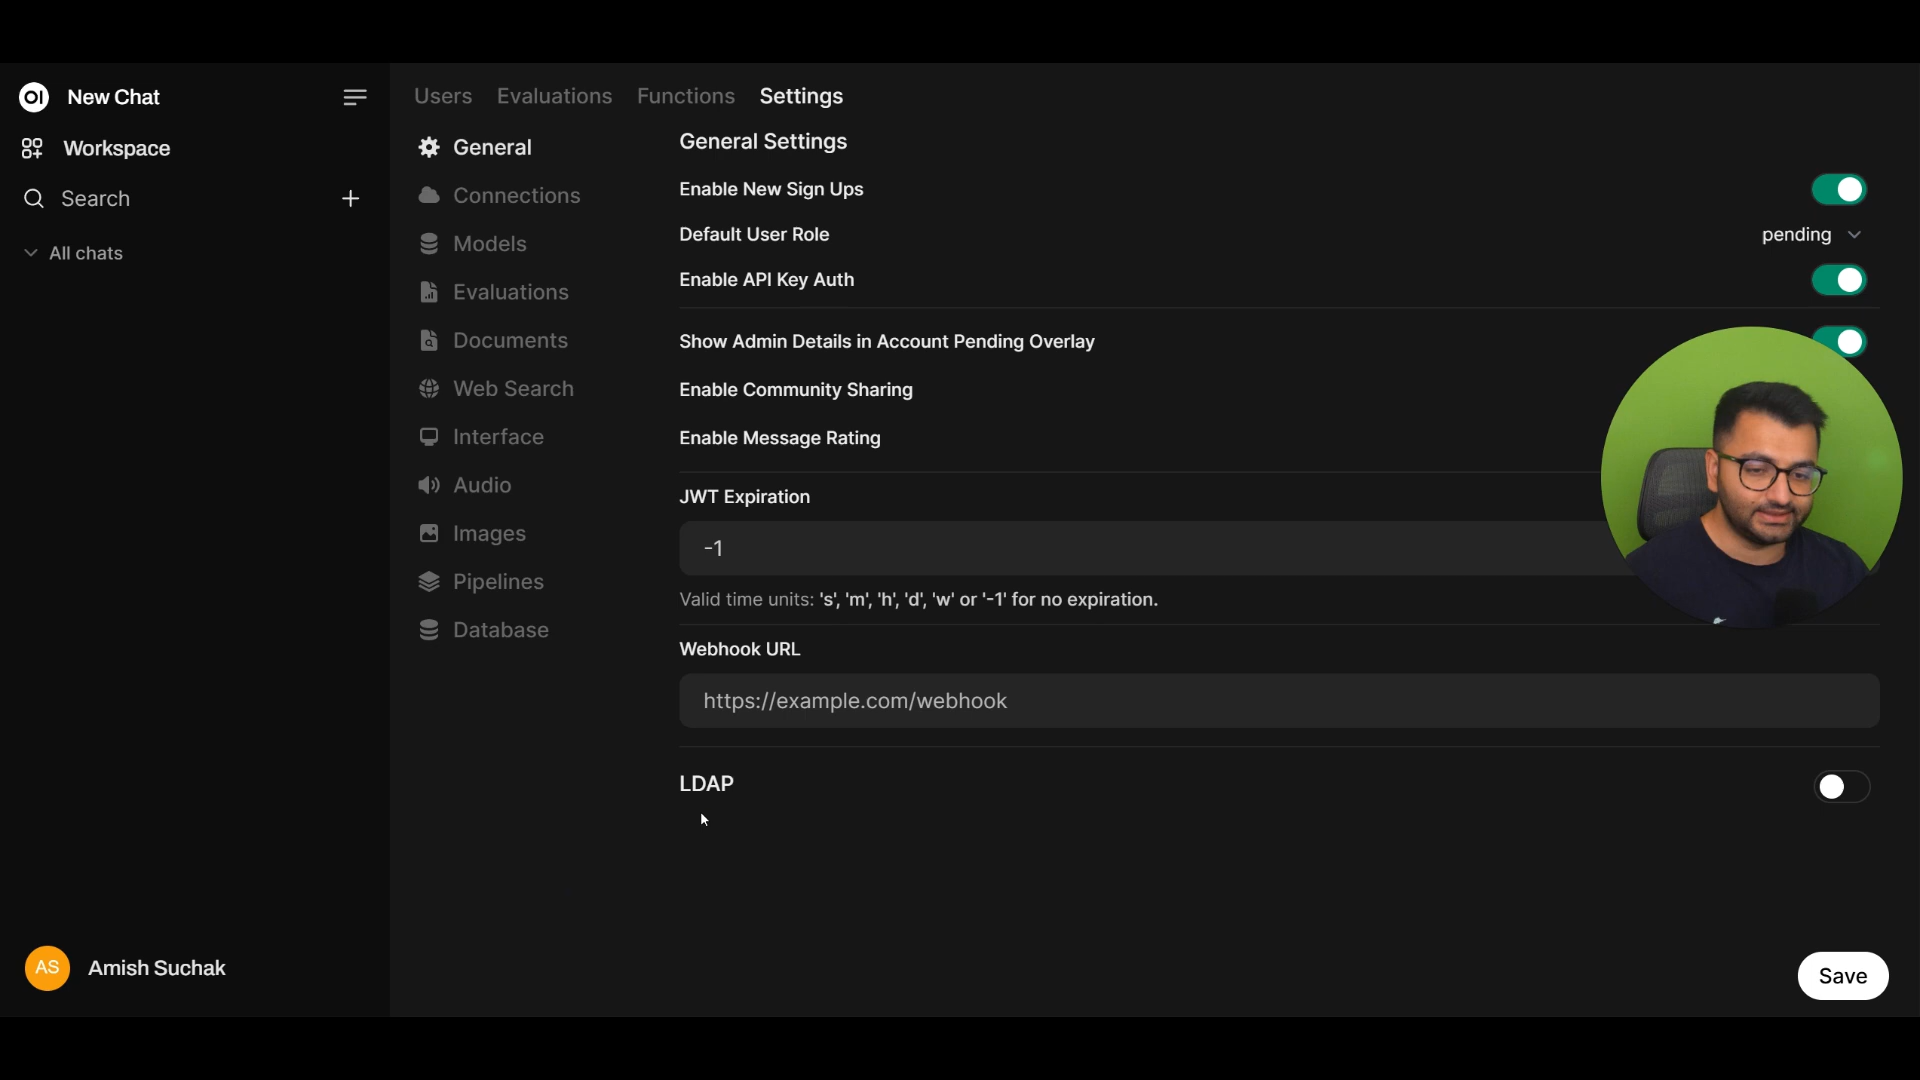 OI New Chat
Workspace
Search
All chats
AS Amish Suchak
Users Evaluations Functions Settings
General
Connections
Models
Evaluations
Documents
Web Search
Interface
Audio
Images
Pipelines
Database
General Settings
Enable New Sign Ups
Default User Role pending
Enable API Key Auth
Show Admin Details in Account Pending Overlay
Enable Community Sharing
Enable Message Rating
JWT Expiration
-1
Valid time units: 's', 'm', 'h', 'd', 'w' or '-1' for no expiration.
Webhook URL
https://example.com/webhook
LDAP
Save